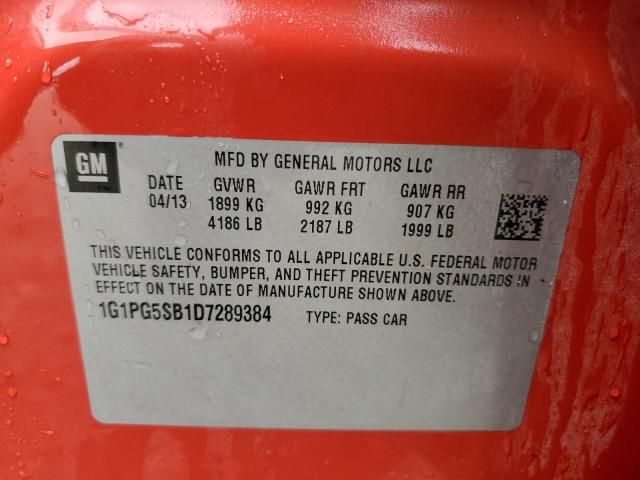 GM
MFD BY GENERAL MOTORS LLC
DATE GVWR GAWR FRT GAWR RR
04/13 1899 KG 992 KG 907 KG
4186 LB 2187 LB 1999 LB
THIS VEHICLE CONFORMS TO ALL APPLICABLE U.S. FEDERAL MOTOR
VEHICLE SAFETY, BUMPER, AND THEFT PREVENTION STANDARDS IN
EFFECT ON THE DATE OF MANUFACTURE SHOWN ABOVE.
1G1PG5SB1D7289384 TYPE: PASS CAR